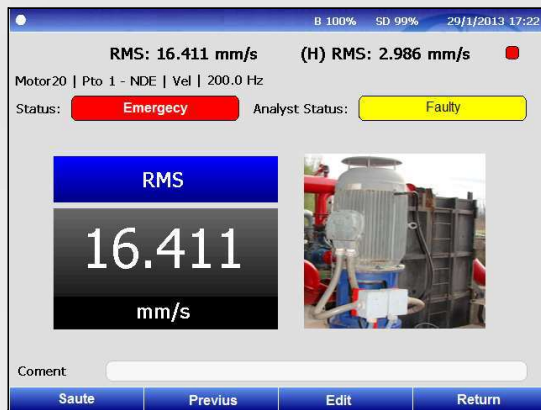 B 100% SD 99% 29/1/2013 17:22
RMS: 16.411 mm/s (H) RMS: 2.986 mm/s
Motor20 | Pto 1 - NDE | Vel | 200.0 Hz
Status: Emergecy Analyst Status: Faulty
RMS
16.411
mm/s
Coment
Saute Previus Edit Return